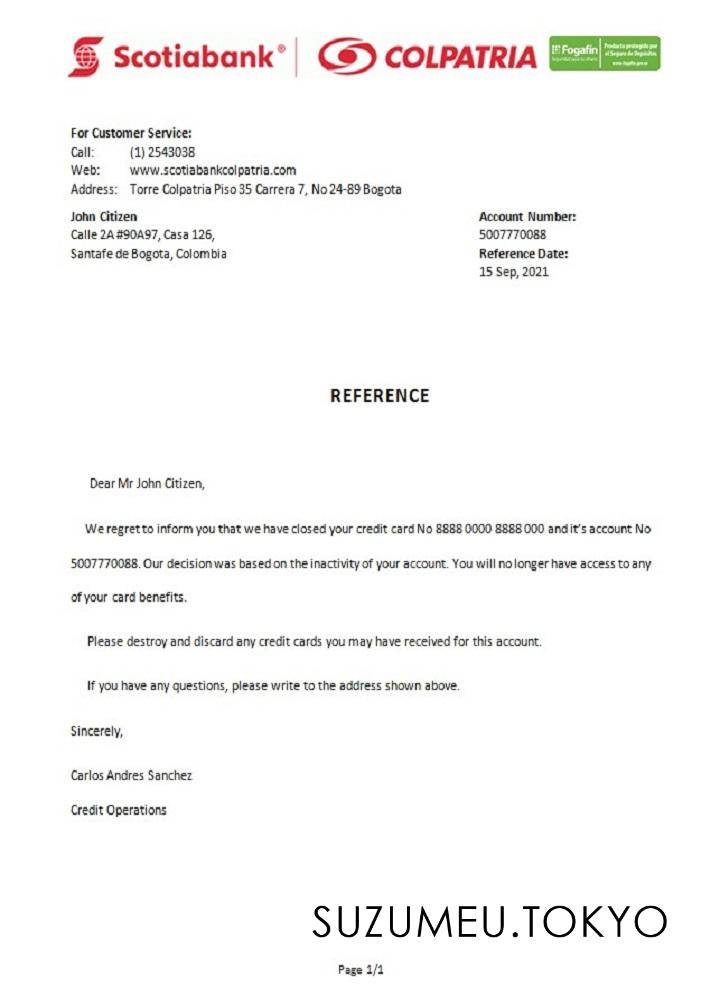 Scotiabank® COLPATRIA Fogafín Producto protegido por
el Seguro de Depósitos
www.fogafin.gov.co
For Customer Service:
Call: (1) 2543038
Web: www.scotiabankcolpatria.com
Address: Torre Colpatria Piso 35 Carrera 7, No 24-89 Bogota
John Citizen Account Number:
Calle 2A #90A97, Casa 126, 5007770088
Santafe de Bogota, Colombia Reference Date:
15 Sep, 2021
REFERENCE
Dear Mr John Citizen,
We regret to inform you that we have closed your credit card No 8888 0000 8888 000 and it's account No
5007770088. Our decision was based on the inactivity of your account. You will no longer have access to any
of your card benefits.
Please destroy and discard any credit cards you may have received for this account.
If you have any questions, please write to the address shown above.
Sincerely,
Carlos Andres Sanchez
Credit Operations
SUZUMEU.TOKYO
Page 1/1